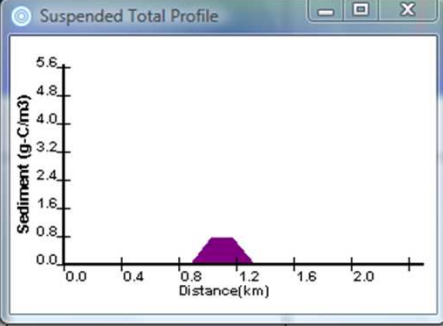 Suspended Total Profile
Sediment (g-C/m3)
5.6
4.8
4.0
3.2
2.4
1.6
0.8
0.0
0.0 0.4 0.8 1.2 1.6 2.0
Distance(km)